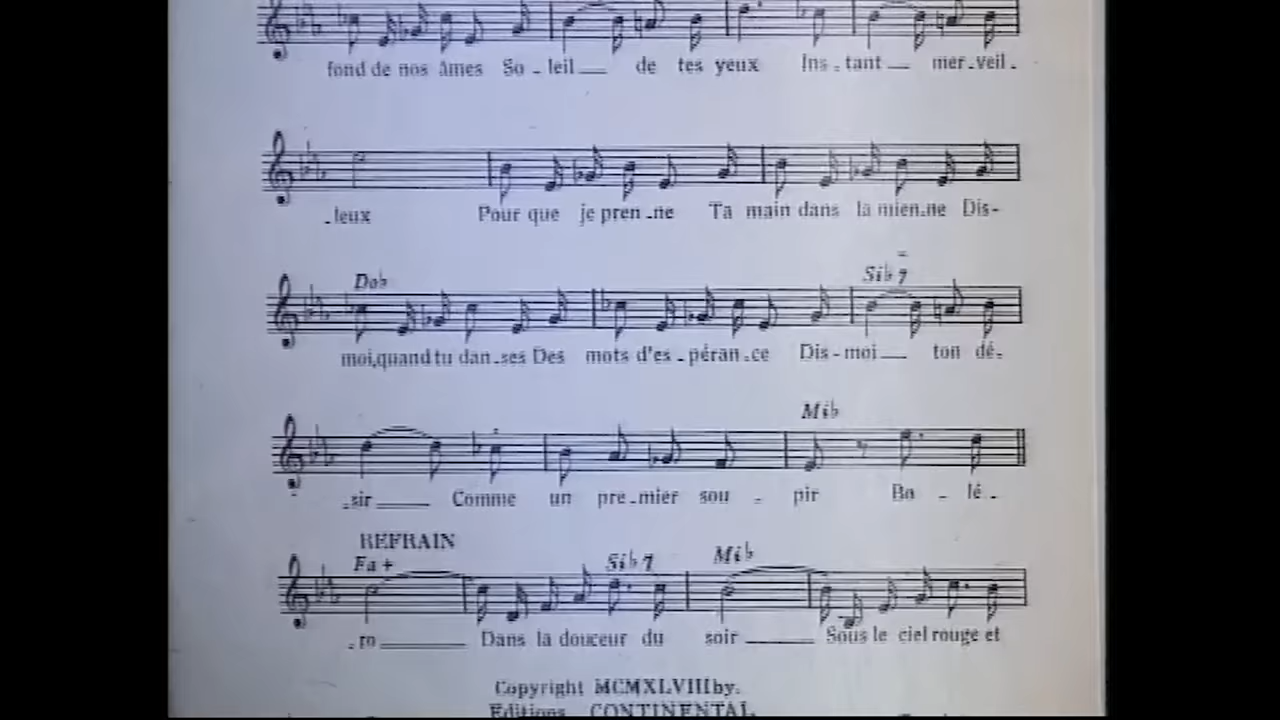 fond de nos âmes So - leil de tes yeux Ins - tant mer-veil -
- leux Pour que je pren - ne Ta main dans la mien-ne Dis-
Do♭ Si♭ 7
moi, quand tu dan-ses Des mots d'es - péran-ce Dis - moi ton dé-
Mi♭
- sir Comme un pre-mier sou - pir Bo - lé -
REFRAIN
Fa + Si♭ 7 Mi♭
- ro Dans la douceur du soir Sous le ciel rouge et
Copyright MCMXLVIII by.
Editions CONTINENTAL